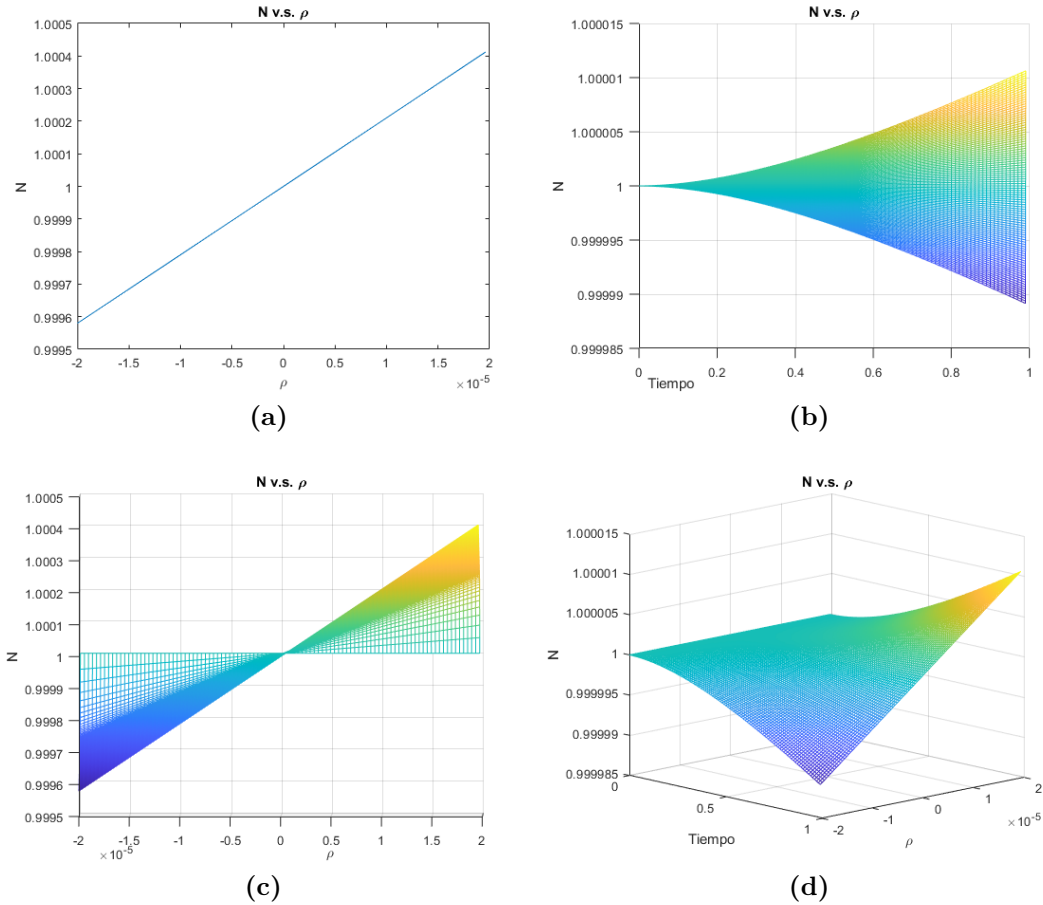 N v.s. ρ
1.0005
1.0004
1.0003
1.0002
1.0001
1
0.9999
0.9998
0.9997
0.9996
0.9995
N
-2 -1.5 -1 -0.5 0 0.5 1 1.5 2
ρ
×10⁻⁵
(a)
N v.s. ρ
1.000015
1.00001
1.000005
1
0.999995
0.99999
0.999985
N
0 0.2 0.4 0.6 0.8 1
Tiempo
(b)
N v.s. ρ
1.0005
1.0004
1.0003
1.0002
1.0001
1
0.9999
0.9998
0.9997
0.9996
0.9995
N
-2 -1.5 -1 -0.5 0 0.5 1 1.5 2
×10⁻⁵
ρ
(c)
N v.s. ρ
1.000015
1.00001
1.000005
1
0.999995
0.99999
0.999985
N
0 0.5 1
Tiempo
-2 -1 0 1 2
×10⁻⁵
ρ
(d)